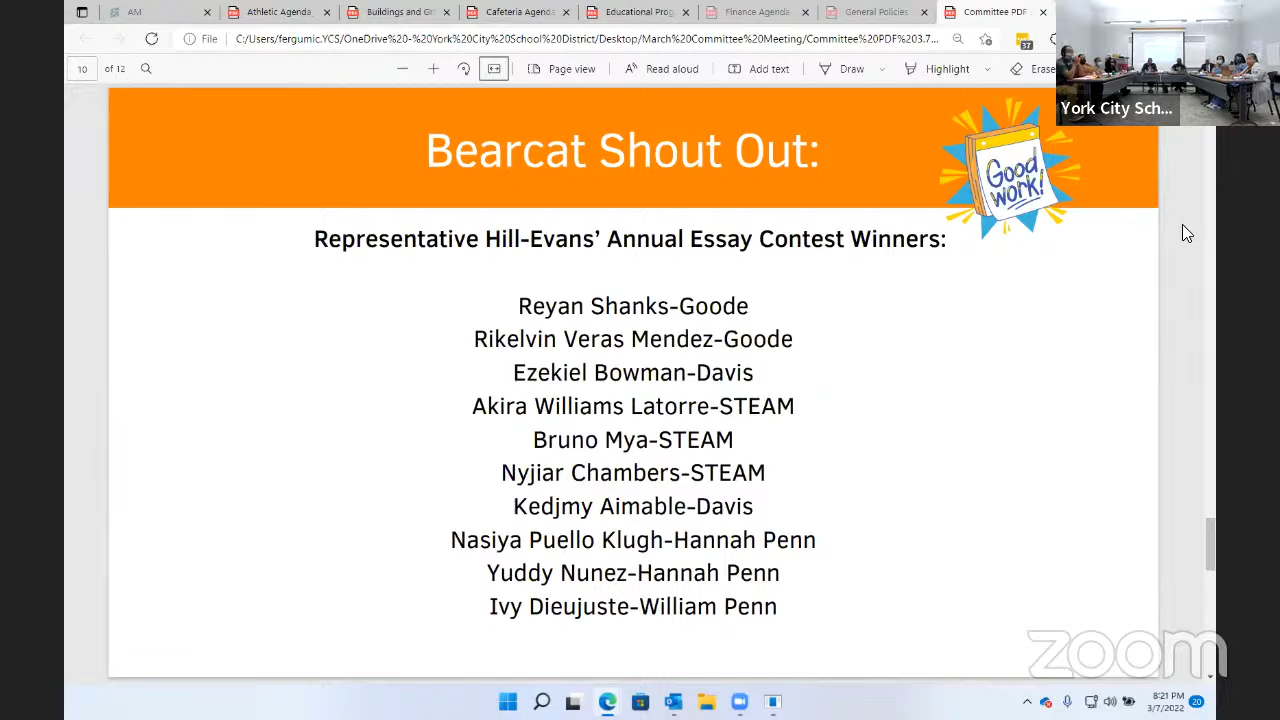 AM
Athletic Agenda
Buildings and Gr
Cafeteria Agend
Educational Prog
Finance Agenda
General Policies
Committee PDF
File
C:/Users/fergumic.YCS/OneDrive%20-%20York%20City%20School%20District/Desktop/March%20Committee%20Meeting/Committee%20PDF%203.7...
37
10 of 12
Page view
Read aloud
Add text
Draw
Highlight
Erase
York City Sch...
Bearcat Shout Out:
Good
work!
Representative Hill-Evans’ Annual Essay Contest Winners:
Reyan Shanks-Goode
Rikelvin Veras Mendez-Goode
Ezekiel Bowman-Davis
Akira Williams Latorre-STEAM
Bruno Mya-STEAM
Nyjiar Chambers-STEAM
Kedjmy Aimable-Davis
Nasiya Puello Klugh-Hannah Penn
Yuddy Nunez-Hannah Penn
Ivy Dieujuste-William Penn
zoom
8:21 PM
3/7/2022
20